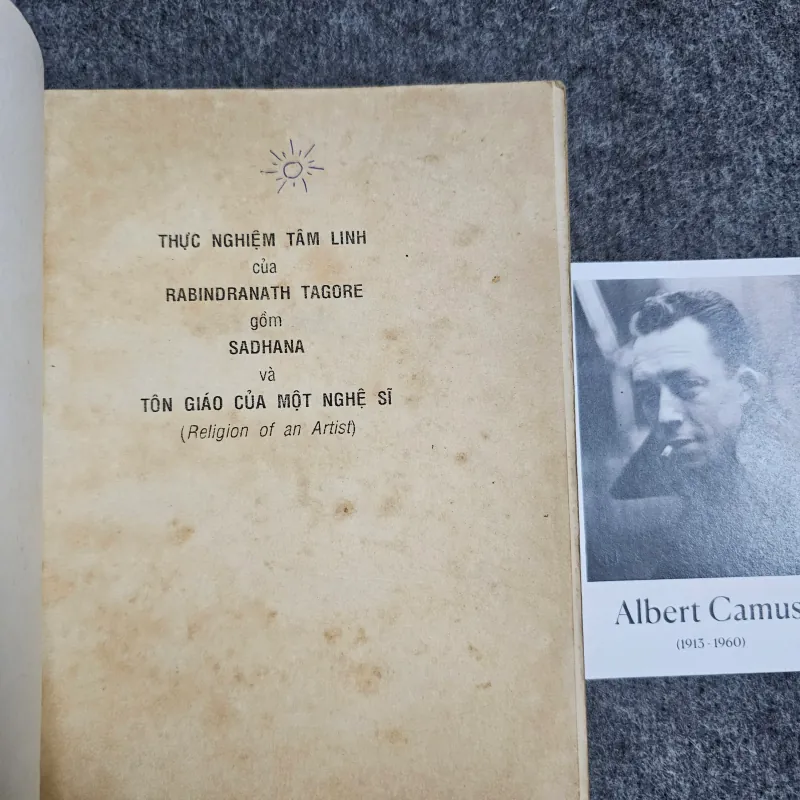 THỰC NGHIỆM TÂM LINH
của
RABINDRANATH TAGORE
gồm
SADHANA
và
TÔN GIÁO CỦA MỘT NGHỆ SĨ
(Religion of an Artist)
Albert Camus
(1913 - 1960)